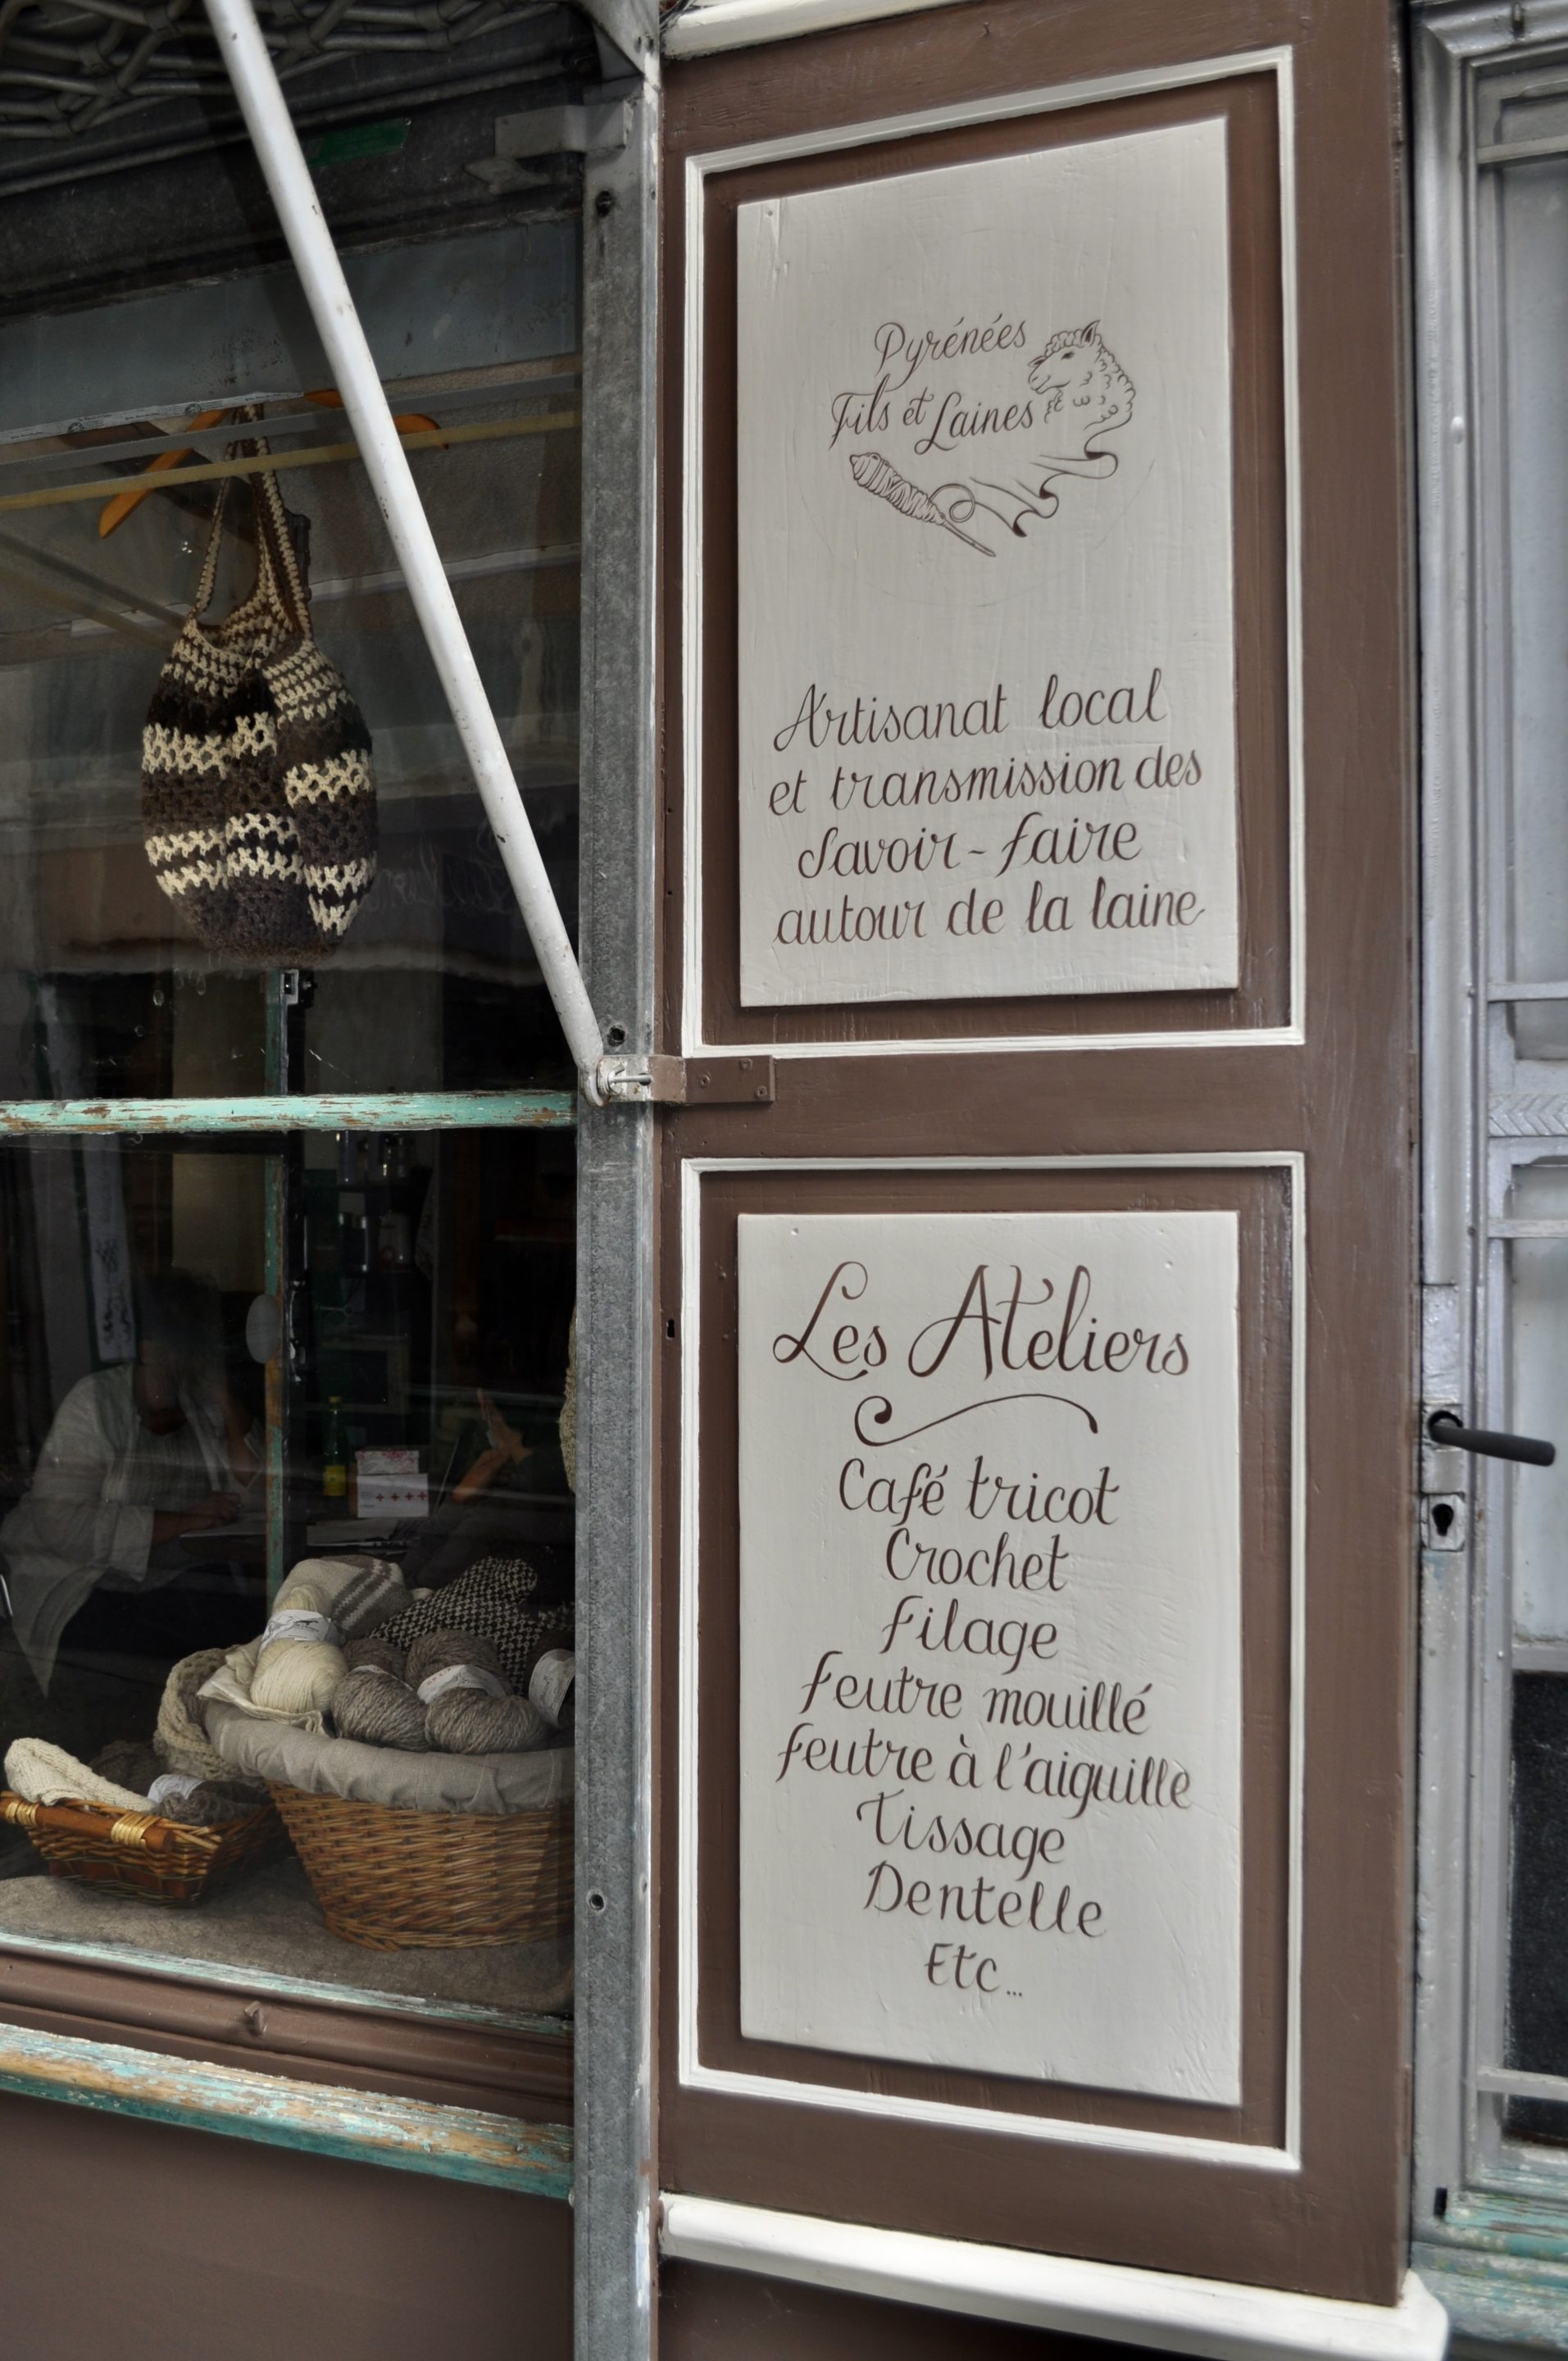 Pyrénées
Fils et Laines
Artisanat local
et transmission des
Savoir-faire
autour de la laine
Les Ateliers
Café tricot
Crochet
Filage
feutre mouillé
feutre à l'aiguille
Tissage
Dentelle
Etc...